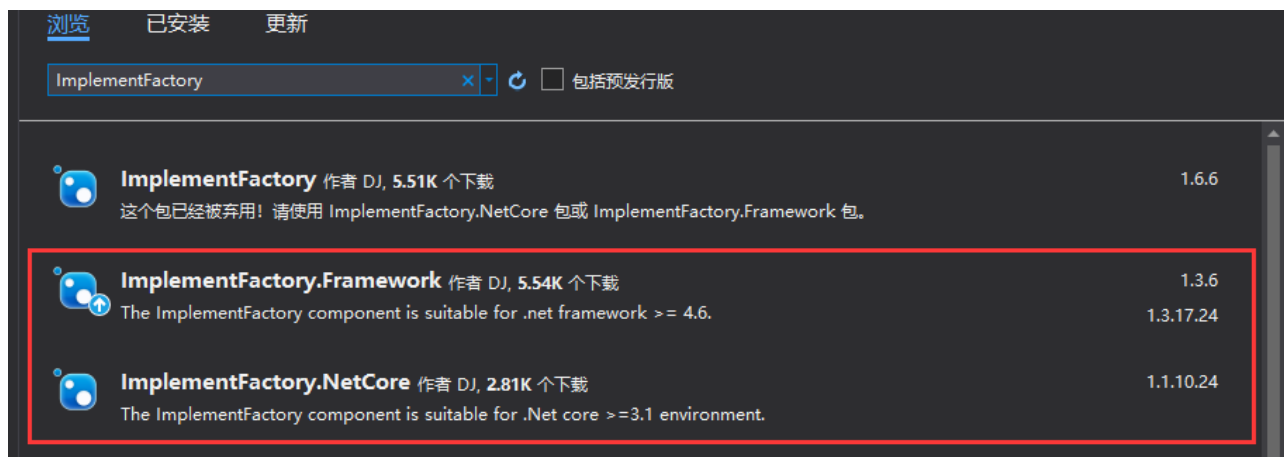 浏览 已安装 更新
ImplementFactory 包括预发行版
ImplementFactory 作者 DJ, 5.51K 个下载 1.6.6
这个包已经被弃用！请使用 ImplementFactory.NetCore 包或 ImplementFactory.Framework 包。
ImplementFactory.Framework 作者 DJ, 5.54K 个下载 1.3.6
The ImplementFactory component is suitable for .net framework >= 4.6. 1.3.17.24
ImplementFactory.NetCore 作者 DJ, 2.81K 个下载 1.1.10.24
The ImplementFactory component is suitable for .Net core >=3.1 environment.